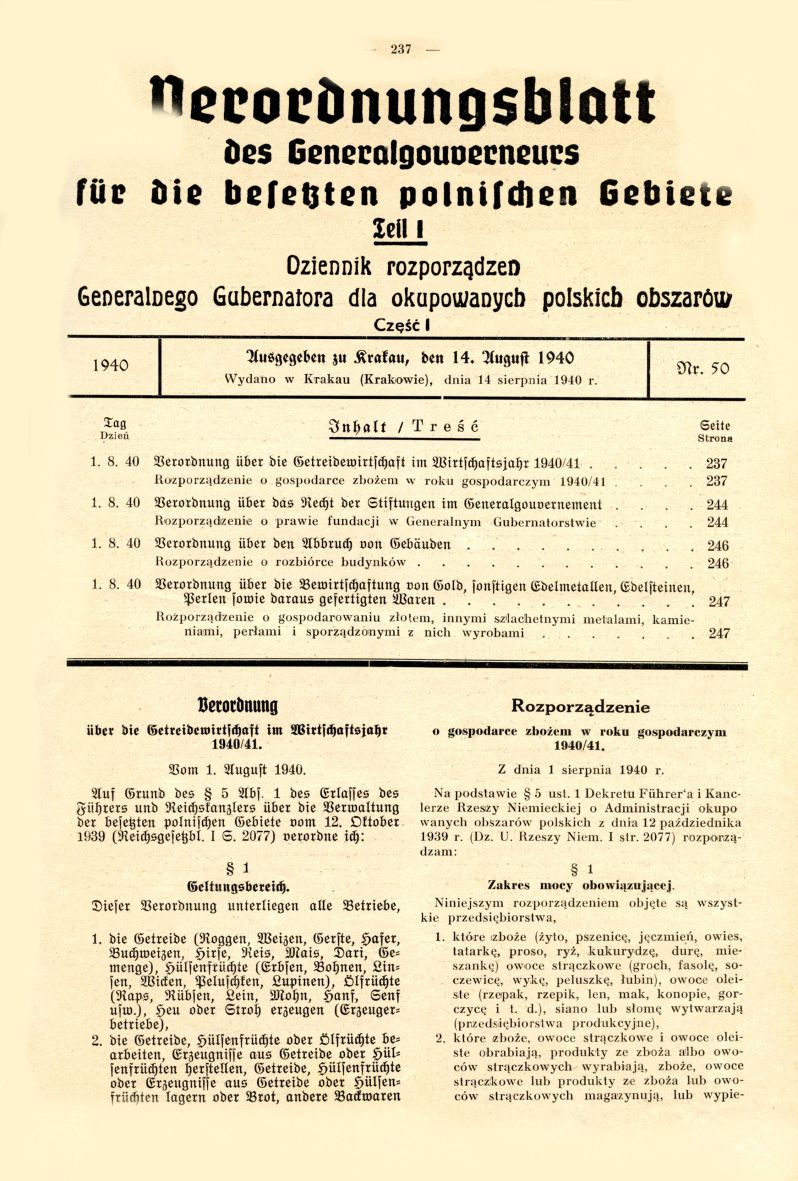 — 237 —
Verordnungsblatt
des Generalgouverneurs
für die besetzten polnischen Gebiete
Teil I
Dziennik rozporządzeń
Generalnego Gubernatora dla okupowanych polskich obszarów
Część I
1940
Ausgegeben zu Krakau, den 14. August 1940
Wydano w Krakau (Krakowie), dnia 14 sierpnia 1940 r.
Nr. 50
Tag
Dzień
Inhalt / Treść
Seite
Strona
1. 8. 40 Verordnung über die Getreidewirtschaft im Wirtschaftsjahr 1940/41 . . . . . 237
Rozporządzenie o gospodarce zbożem w roku gospodarczym 1940/41 . . . . 237
1. 8. 40 Verordnung über das Recht der Stiftungen im Generalgouvernement . . . . 244
Rozporządzenie o prawie fundacji w Generalnym Gubernatorstwie . . . . 244
1. 8. 40 Verordnung über den Abbruch von Gebäuden . . . . . . . . . . 246
Rozporządzenie o rozbiórce budynków . . . . . . . . . . . . 246
1. 8. 40 Verordnung über die Bewirtschaftung von Gold, sonstigen Edelmetallen, Edelsteinen,
Perlen sowie daraus gefertigten Waren . . . . . . . . . . . 247
Rozporządzenie o gospodarowaniu złotem, innymi szlachetnymi metalami, kamie-
niami, perłami i sporządzonymi z nich wyrobami . . . . . . . 247
Verordnung
über die Getreidewirtschaft im Wirtschaftsjahr
1940/41.
Vom 1. August 1940.
Auf Grund des § 5 Abs. 1 des Erlasses des
Führers und Reichskanzlers über die Verwaltung
der besetzten polnischen Gebiete vom 12. Oktober
1939 (Reichsgesetzbl. I S. 2077) verordne ich:
§ 1
Geltungsbereich.
Dieser Verordnung unterliegen alle Betriebe,
1. die Getreide (Roggen, Weizen, Gerste, Hafer,
Buchweizen, Hirse, Reis, Mais, Dari, Ge-
menge), Hülsenfrüchte (Erbsen, Bohnen, Lin-
sen, Wicken, Peluschken, Lupinen), Ölfrüchte
(Raps, Rübsen, Lein, Mohn, Hanf, Senf
usw.), Heu oder Stroh erzeugen (Erzeuger-
betriebe),
2. die Getreide, Hülsenfrüchte oder Ölfrüchte be-
arbeiten, Erzeugnisse aus Getreide oder Hül-
senfrüchten herstellen, Getreide, Hülsenfrüchte
oder Erzeugnisse aus Getreide oder Hülsen-
früchten lagern oder Brot, andere Backwaren
Rozporządzenie
o gospodarce zbożem w roku gospodarczym
1940/41.
Z dnia 1 sierpnia 1940 r.
Na podstawie § 5 ust. 1 Dekretu Führer'a i Kanc-
lerze Rzeszy Niemieckiej o Administracji okupo
wanych obszarów polskich z dnia 12 października
1939 r. (Dz. U. Rzeszy Niem. I str. 2077) rozporzą-
dzam:
§ 1
Zakres mocy obowiązującej.
Niniejszym rozporządzeniem objęte są wszyst-
kie przedsiębiorstwa,
1. które zboże (żyto, pszenicę, jęczmień, owies,
tatarkę, proso, ryż, kukurydzę, durę, mie-
szankę) owoce strączkowe (groch, fasolę, so-
czewicę, wykę, peluszkę, łubin), owoce olei-
ste (rzepak, rzepik, len, mak, konopie, gor-
czycę i t. d.), siano lub słomę wytwarzają
(przedsiębiorstwa produkcyjne),
2. które zboże, owoce strączkowe i owoce olei-
ste obrabiają, produkty ze zboża albo owo-
ców strączkowych wyrabiają, zboże, owoce
strączkowe lub produkty ze zboża lub owo-
ców strączkowych magazynują, lub wypie-